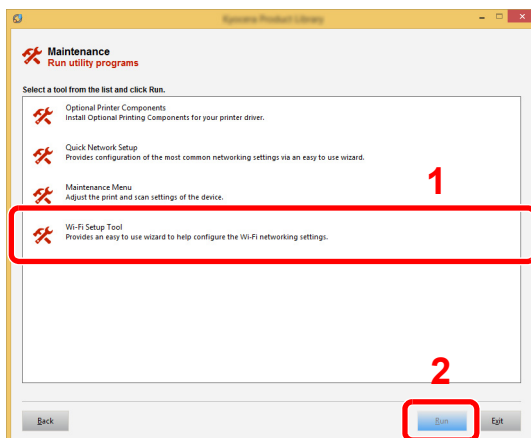 Kyocera Product Library
Maintenance
Run utility programs
Select a tool from the list and click Run.
Optional Printer Components
Install Optional Printing Components for your printer driver.
Quick Network Setup
Provides configuration of the most common networking settings via an easy to use wizard.
1
Maintenance Menu
Adjust the print and scan settings of the device.
Wi-Fi Setup Tool
Provides an easy to use wizard to help configure the Wi-Fi networking settings.
2
Back
Run
Exit